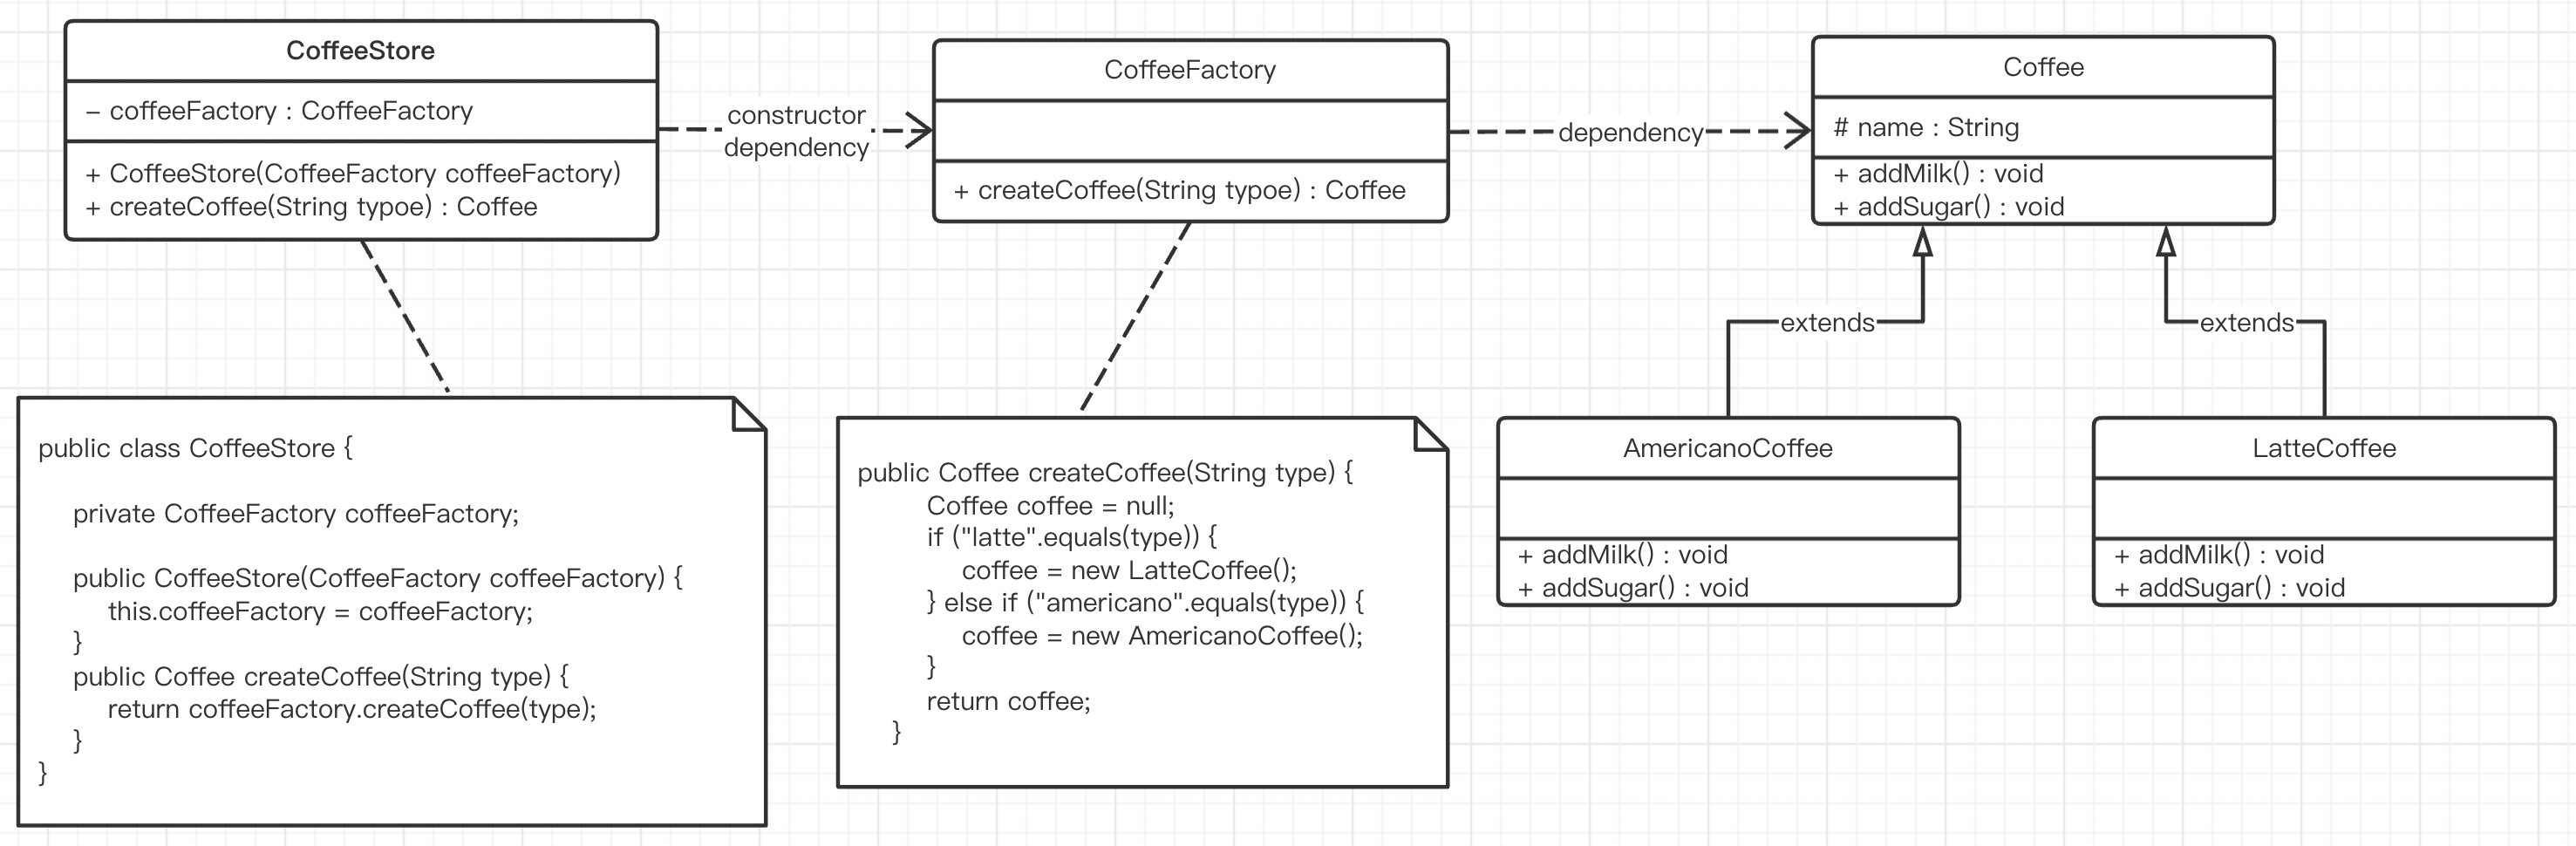 CoffeeStore
– coffeeFactory : CoffeeFactory
+ CoffeeStore(CoffeeFactory coffeeFactory)
+ createCoffee(String typoe) : Coffee
constructor
dependency
CoffeeFactory
+ createCoffee(String typoe) : Coffee
dependency
Coffee
# name : String
+ addMilk() : void
+ addSugar() : void
extends
extends
public class CoffeeStore {
private CoffeeFactory coffeeFactory;
public CoffeeStore(CoffeeFactory coffeeFactory) {
this.coffeeFactory = coffeeFactory;
}
public Coffee createCoffee(String type) {
return coffeeFactory.createCoffee(type);
}
}
public Coffee createCoffee(String type) {
Coffee coffee = null;
if ("latte".equals(type)) {
coffee = new LatteCoffee();
} else if ("americano".equals(type)) {
coffee = new AmericanoCoffee();
}
return coffee;
}
AmericanoCoffee
+ addMilk() : void
+ addSugar() : void
LatteCoffee
+ addMilk() : void
+ addSugar() : void